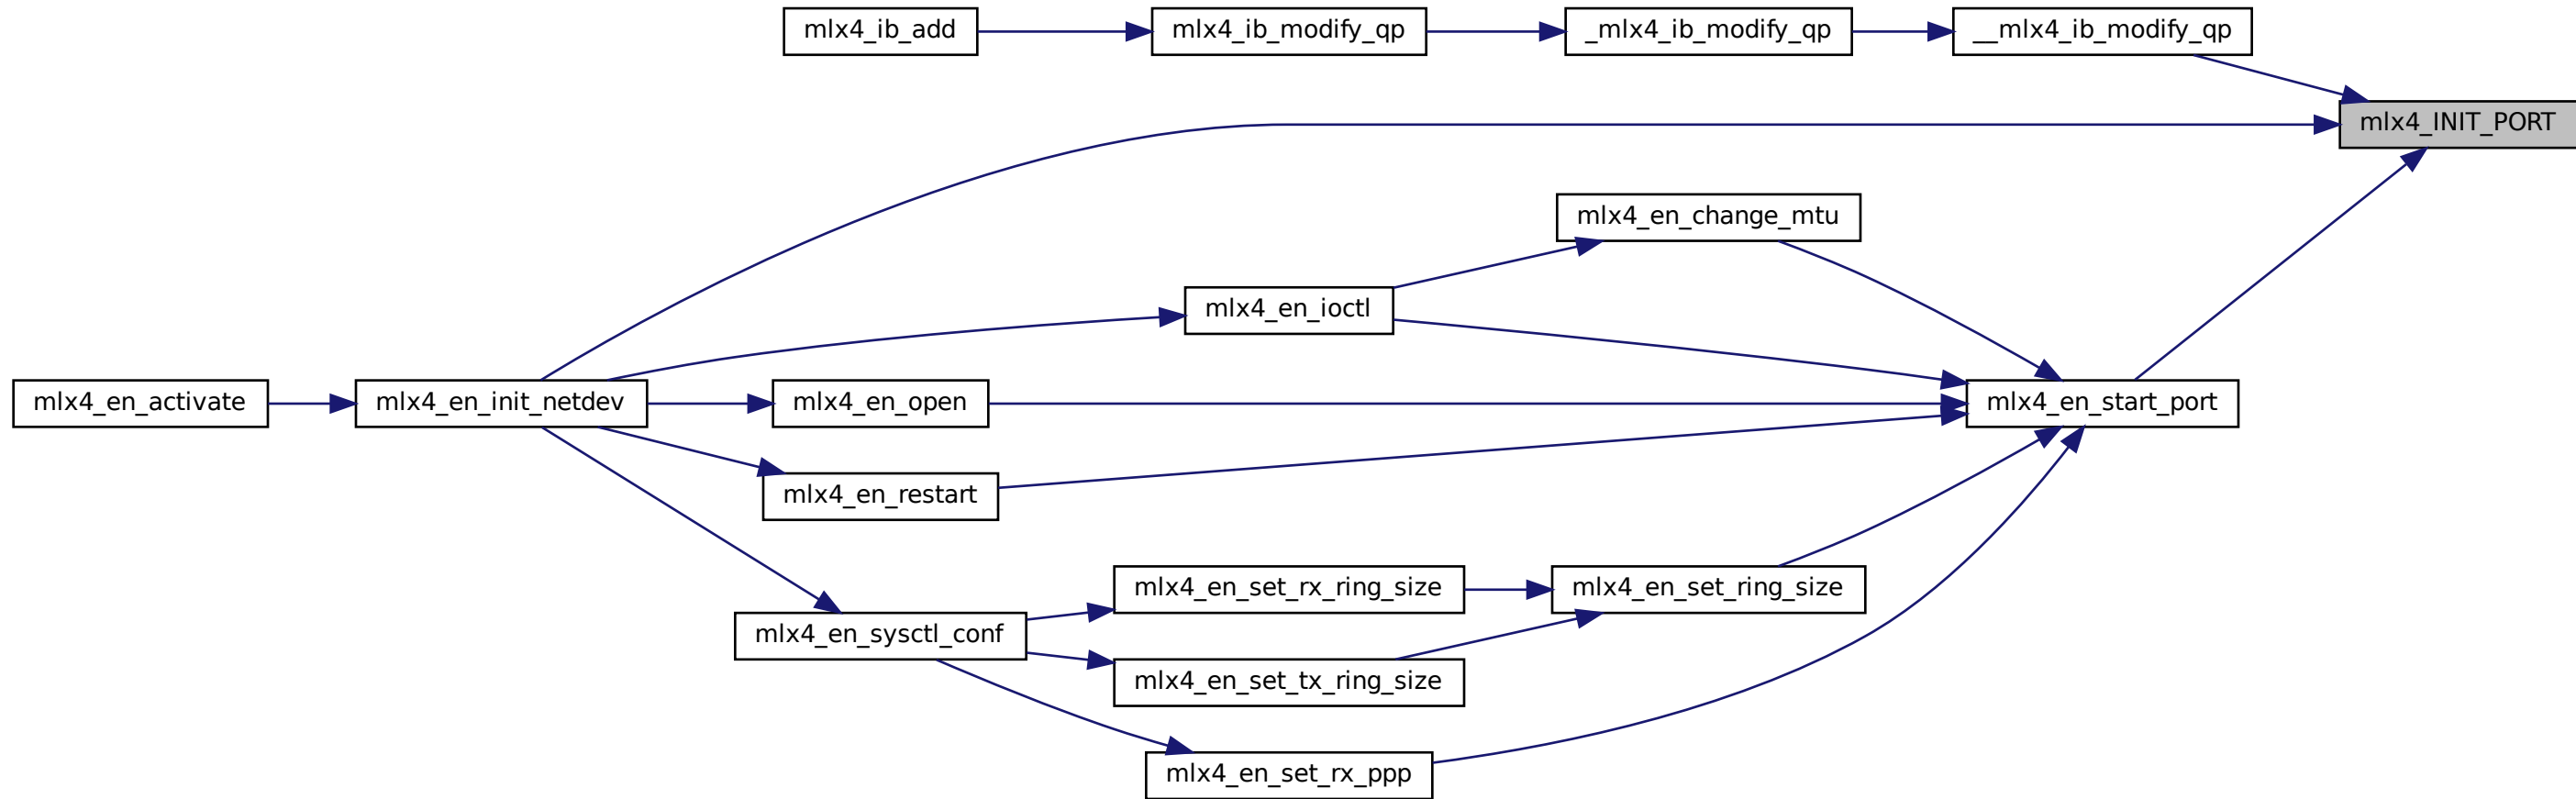 mlx4_ib_add
mlx4_ib_modify_qp
_mlx4_ib_modify_qp
__mlx4_ib_modify_qp
mlx4_INIT_PORT
mlx4_en_change_mtu
mlx4_en_ioctl
mlx4_en_activate
mlx4_en_init_netdev
mlx4_en_open
mlx4_en_start_port
mlx4_en_restart
mlx4_en_set_rx_ring_size
mlx4_en_set_ring_size
mlx4_en_sysctl_conf
mlx4_en_set_tx_ring_size
mlx4_en_set_rx_ppp